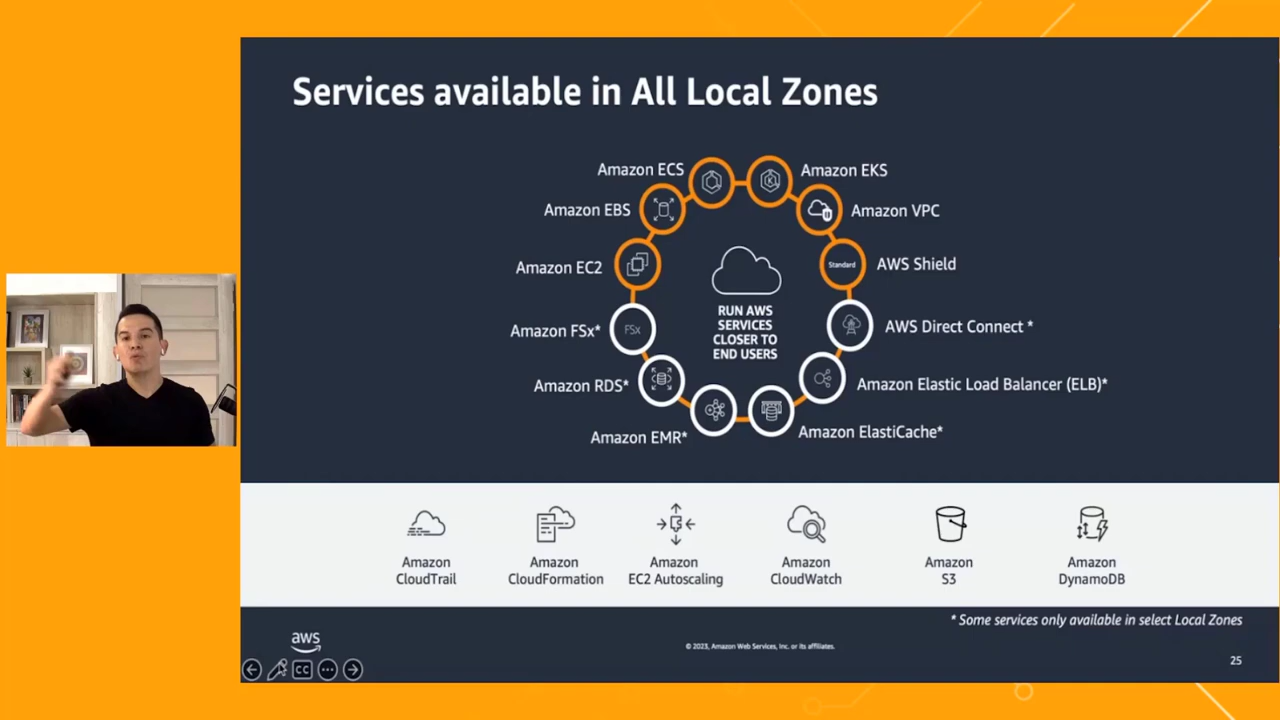 Services available in All Local Zones
Amazon ECS
Amazon EKS
Amazon EBS
Amazon VPC
Amazon EC2
Standard
AWS Shield
RUN AWS
SERVICES
CLOSER TO
END USERS
Amazon FSx*
FSx
AWS Direct Connect *
Amazon RDS*
Amazon Elastic Load Balancer (ELB)*
Amazon EMR*
Amazon ElastiCache*
Amazon
CloudTrail
Amazon
CloudFormation
Amazon
EC2 Autoscaling
Amazon
CloudWatch
Amazon
S3
Amazon
DynamoDB
* Some services only available in select Local Zones
aws
© 2023, Amazon Web Services, Inc. or its affiliates.
25
CC